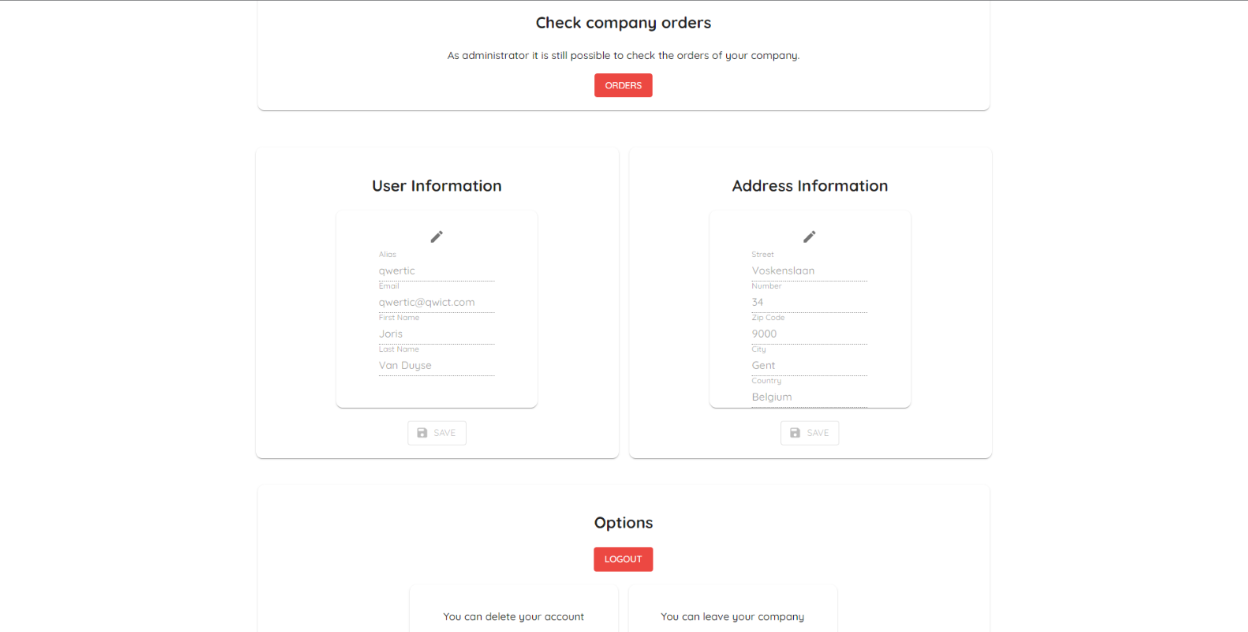 Check company orders
As administrator it is still possible to check the orders of your company.
ORDERS
User Information
Alias
qwertic
Email
qwertic@qwict.com
First Name
Joris
Last Name
Van Duyse
SAVE
Address Information
Street
Voskenslaan
Number
34
Zip Code
9000
City
Gent
Country
Belgium
SAVE
Options
LOGOUT
You can delete your account
You can leave your company